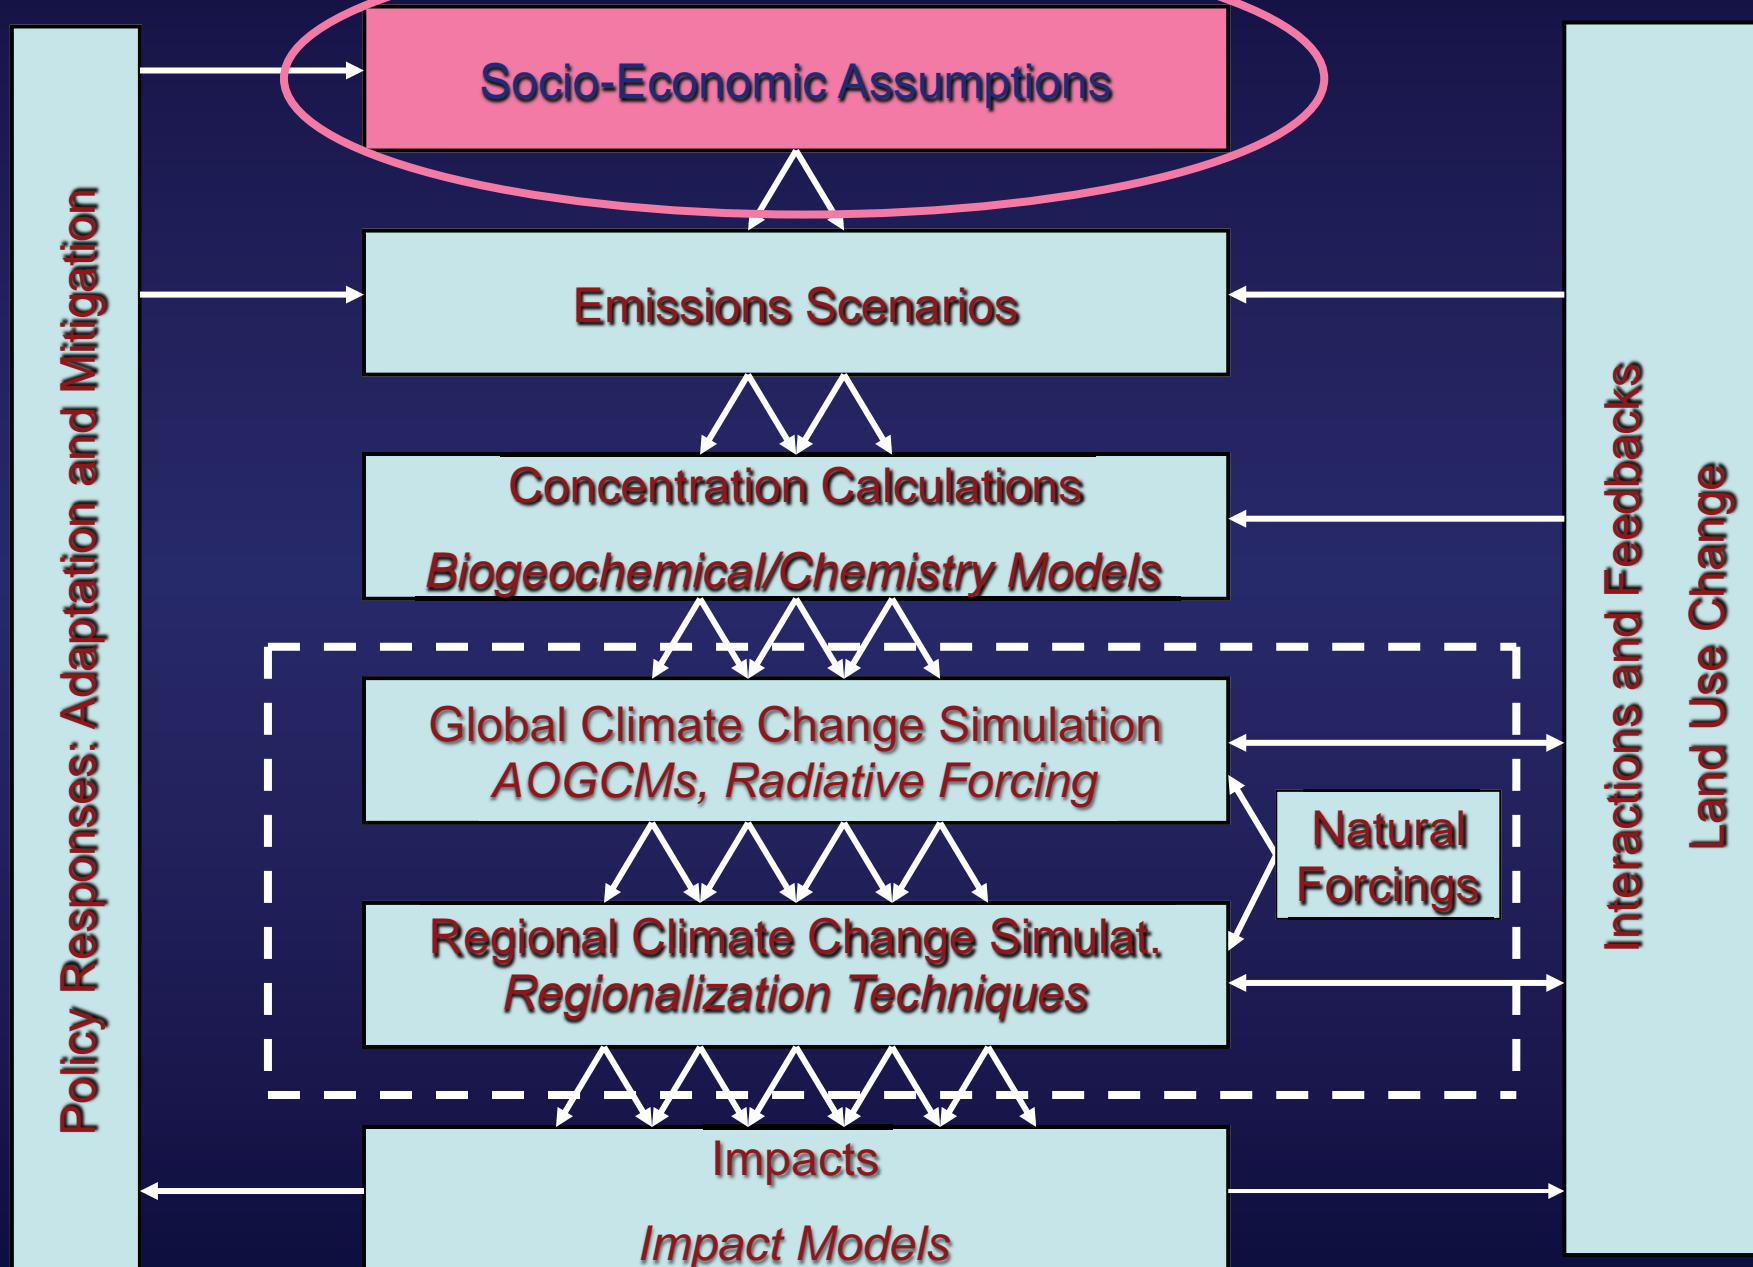 Socio-Economic Assumptions
Policy Responses: Adaptation and Mitigation
Emissions Scenarios
Concentration Calculations
Biogeochemical/Chemistry Models
Global Climate Change Simulation
AOGCMs, Radiative Forcing
Natural
Forcings
Regional Climate Change Simulat.
Regionalization Techniques
Impacts
Impact Models
Interactions and Feedbacks
Land Use Change